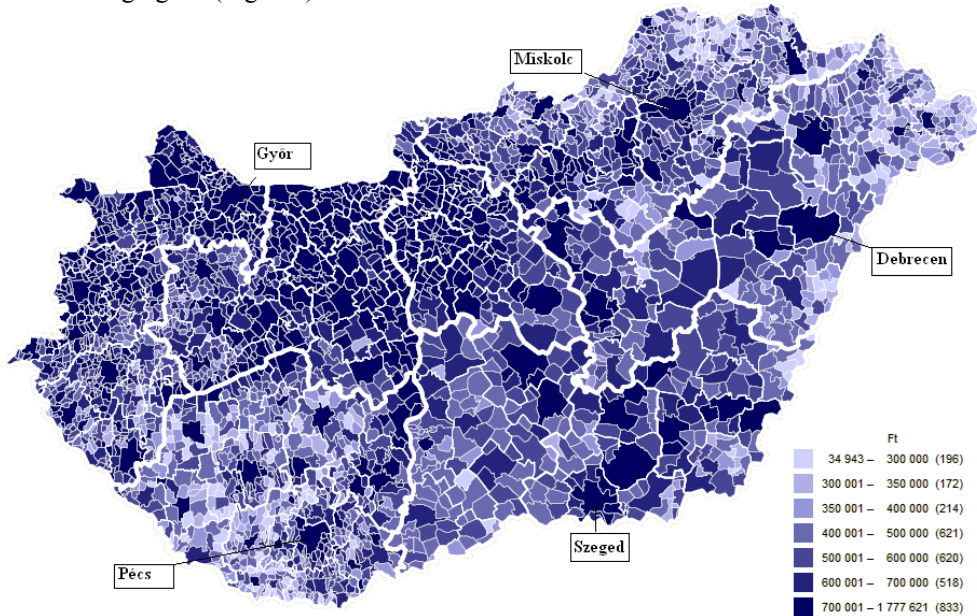 Miskolc
Győr
Debrecen
Szeged
Pécs
Ft
34 943 – 300 000 (196)
300 001 – 350 000 (172)
350 001 – 400 000 (214)
400 001 – 500 000 (621)
500 001 – 600 000 (620)
600 001 – 700 000 (518)
700 001 – 1 777 621 (833)